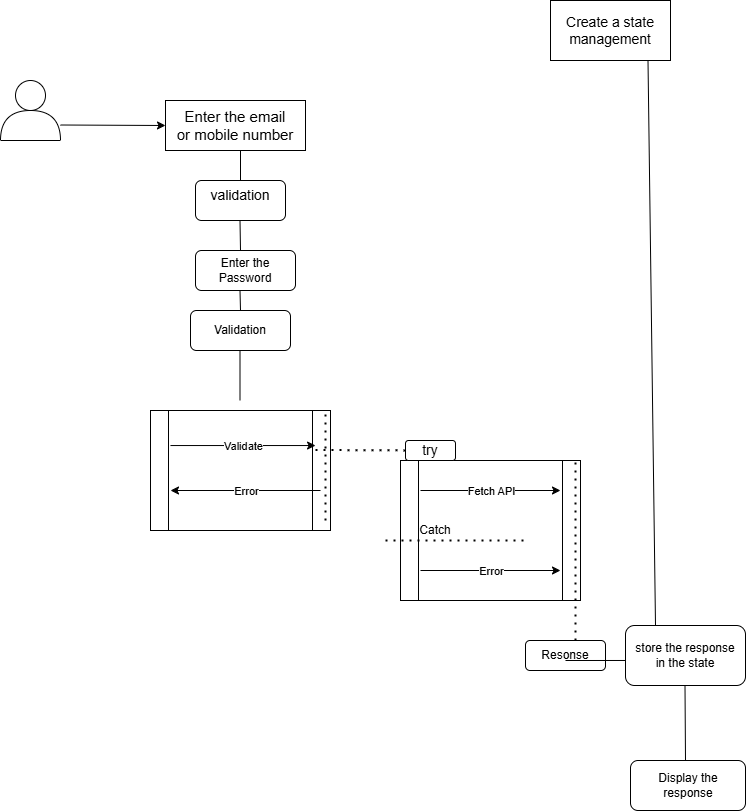 Create a state
management
Enter the email
or mobile number
validation
Enter the
Password
Validation
Validate
Error
try
Fetch API
Catch
Error
Resonse
store the response
in the state
Display the
response